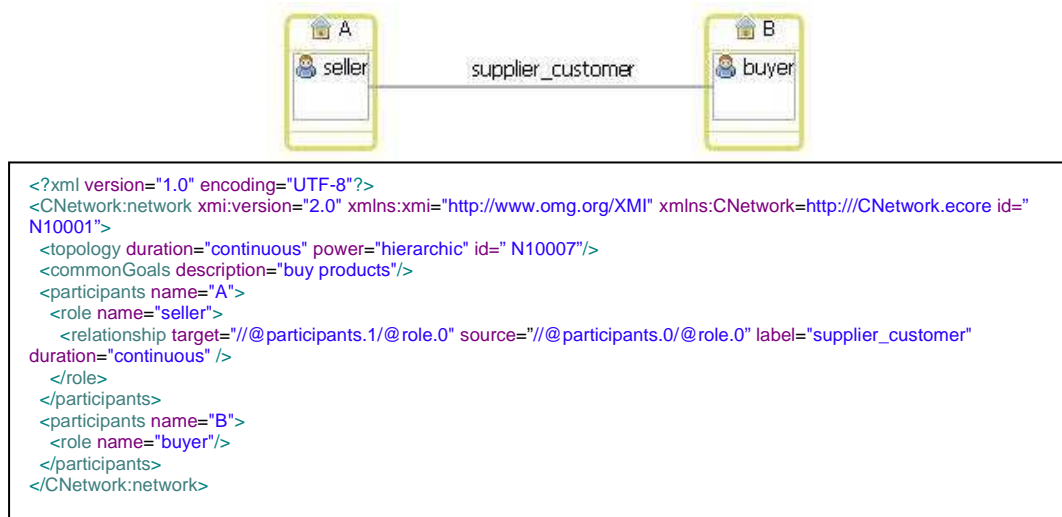 A
B
seller
supplier_customer
buyer
<?xml version="1.0" encoding="UTF-8"?>
<CNetwork:network xmi:version="2.0" xmlns:xmi="http://www.omg.org/XMI" xmlns:CNetwork=http:///CNetwork.ecore id=”
N10001”>
<topology duration="continuous" power="hierarchic" id=” N10007”/>
<commonGoals description="buy products"/>
<participants name="A">
<role name="seller">
<relationship target="//@participants.1/@role.0" source=”//@participants.0/@role.0” label="supplier_customer"
duration="continuous" />
</role>
</participants>
<participants name="B">
<role name="buyer"/>
</participants>
</CNetwork:network>